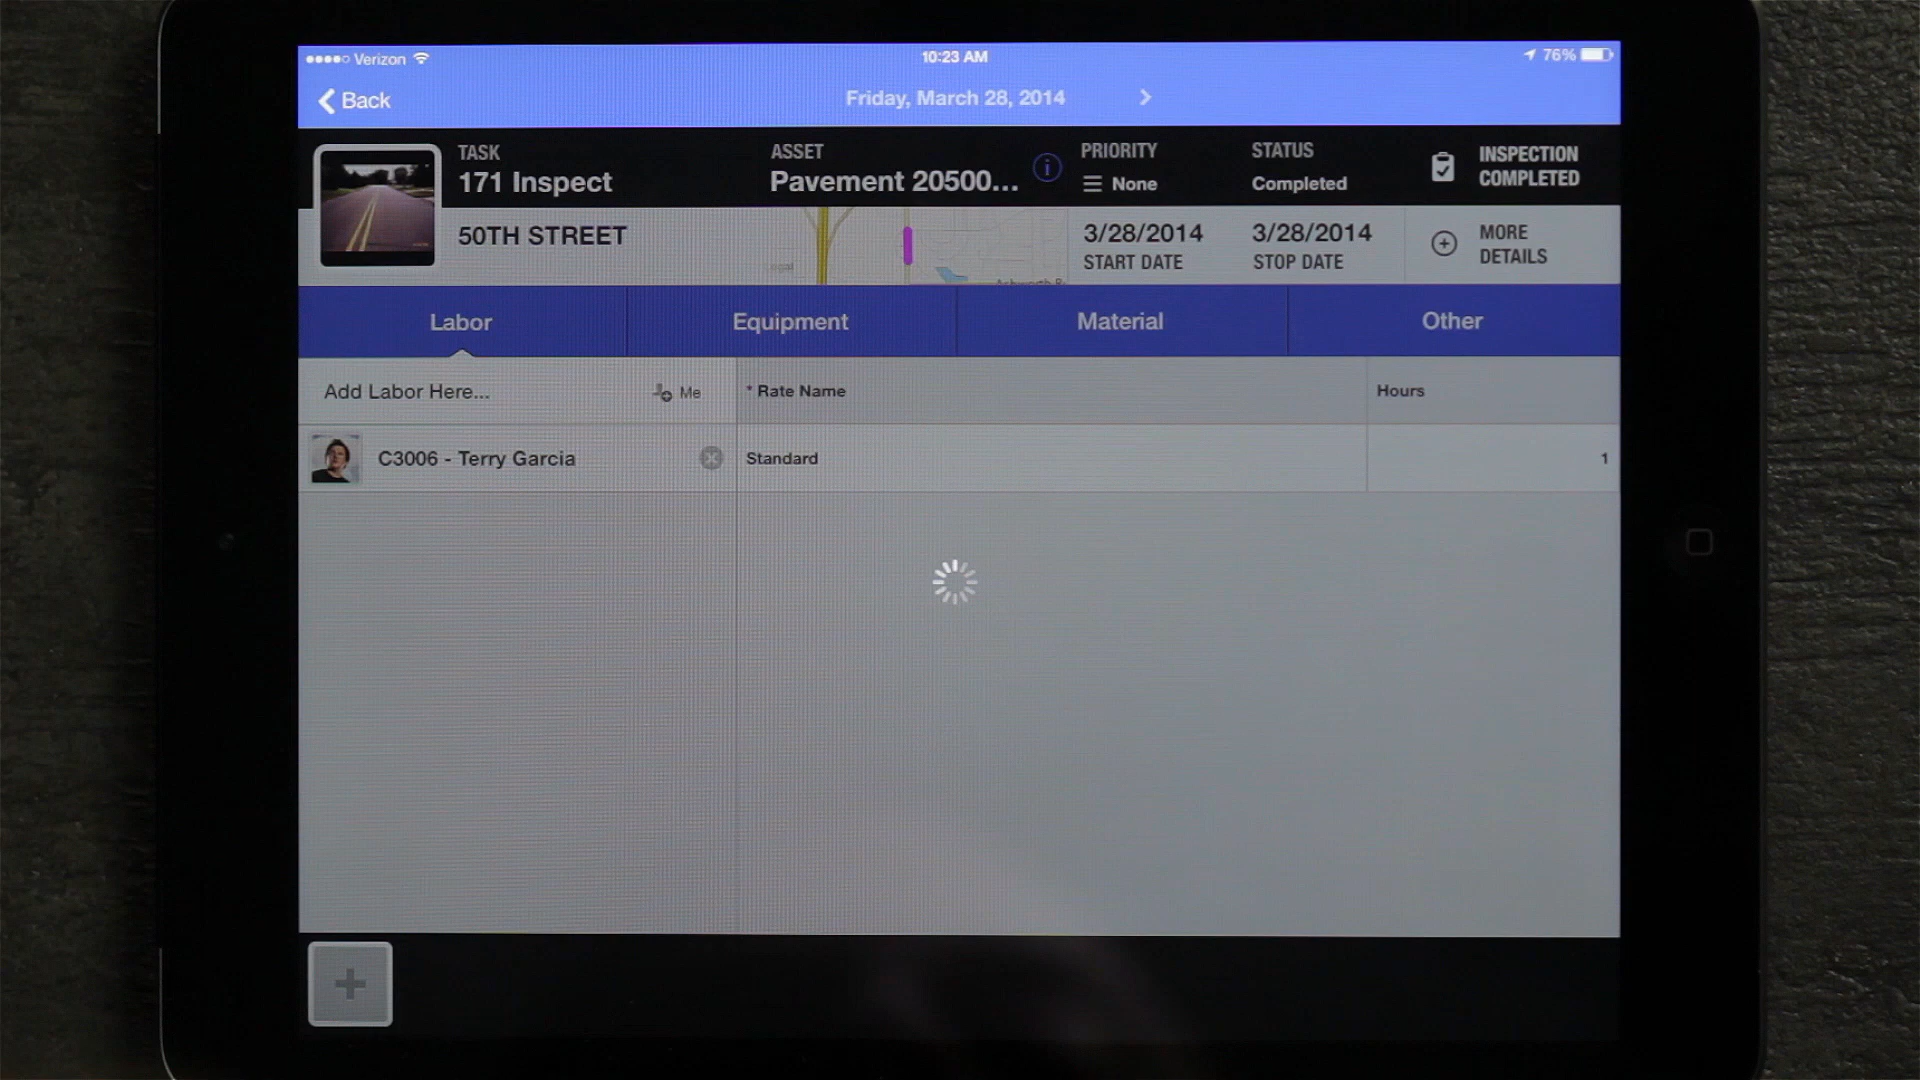 Verizon
10:23 AM
76%
Back
Friday, March 28, 2014
TASK
171 Inspect
ASSET
Pavement 20500...
i
PRIORITY
None
STATUS
Completed
INSPECTION
COMPLETED
50TH STREET
Legal
Ashworth R
3/28/2014
START DATE
3/28/2014
STOP DATE
MORE
DETAILS
Labor
Equipment
Material
Other
Add Labor Here...
Me
* Rate Name
Hours
C3006 - Terry Garcia
Standard
1